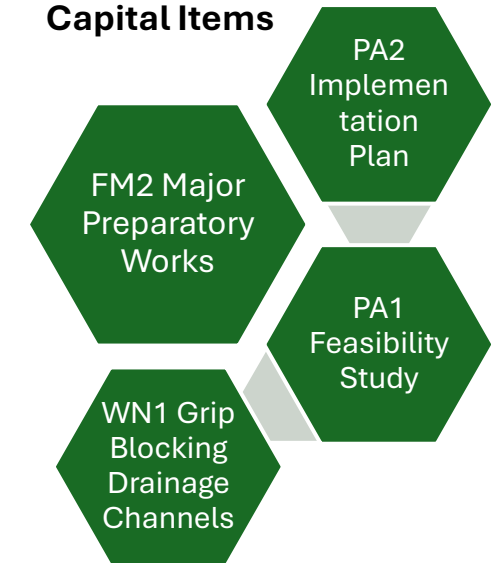 Capital Items
PA2
Implemen
tation
Plan
FM2 Major
Preparatory
Works
PA1
Feasibility
Study
WN1 Grip
Blocking
Drainage
Channels